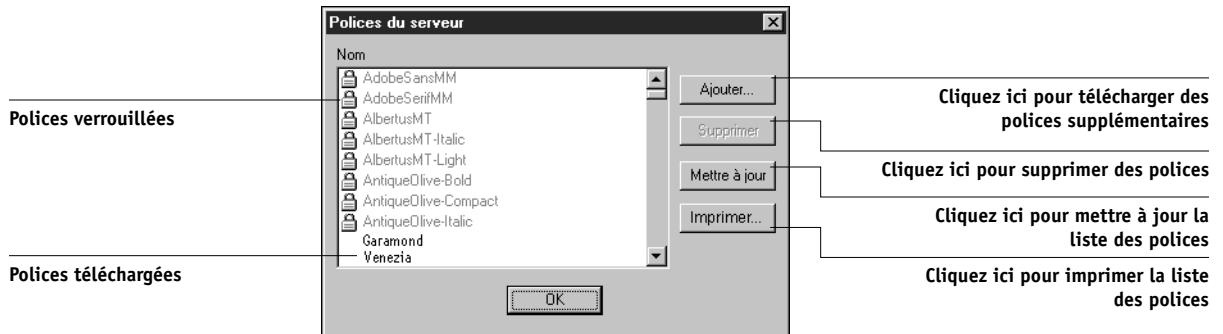 Polices du serveur
Nom
AdobeSansMM
AdobeSerifMM
AlbertusMT
AlbertusMT-Italic
AlbertusMT-Light
AntiqueOlive-Bold
AntiqueOlive-Compact
AntiqueOlive-Italic
Garamond
Venezia
Ajouter...
Supprimer
Mettre à jour
Imprimer...
OK
Polices verrouillées
Polices téléchargées
Cliquez ici pour télécharger des
polices supplémentaires
Cliquez ici pour supprimer des polices
Cliquez ici pour mettre à jour la
liste des polices
Cliquez ici pour imprimer la liste
des polices